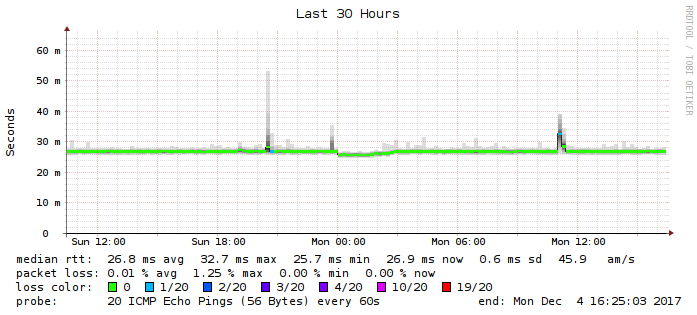 Last 30 Hours
RRDTOOL / TOBI OETIKER
Seconds
60 m
50 m
40 m
30 m
20 m
10 m
0
Sun 12:00 Sun 18:00 Mon 00:00 Mon 06:00 Mon 12:00
median rtt: 26.8 ms avg 32.7 ms max 25.7 ms min 26.9 ms now 0.6 ms sd 45.9 am/s
packet loss: 0.01 % avg 1.25 % max 0.00 % min 0.00 % now
loss color: 0 1/20 2/20 3/20 4/20 10/20 19/20
probe: 20 ICMP Echo Pings (56 Bytes) every 60s end: Mon Dec 4 16:25:03 2017